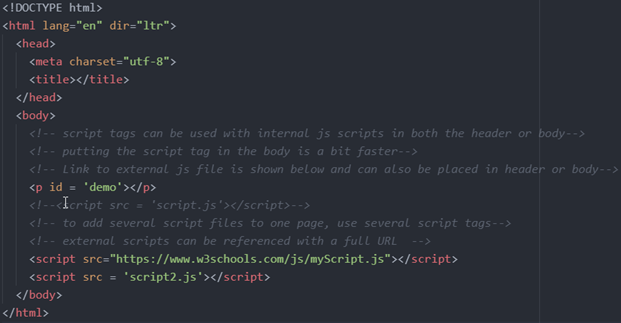 <!DOCTYPE html>
<html lang="en" dir="ltr">
<head>
<meta charset="utf-8">
<title></title>
</head>
<body>
<!-- script tags can be used with internal js scripts in both the header or body-->
<!-- putting the script tag in the body is a bit faster-->
<!-- Link to external js file is shown below and can also be placed in header or body-->
<p id = 'demo'></p>
<!--<script src = 'script.js'></script>-->
<!-- to add several script files to one page, use several script tags-->
<!-- external scripts can be referenced with a full URL -->
<script src="https://www.w3schools.com/js/myScript.js"></script>
<script src = 'script2.js'></script>
</body>
</html>